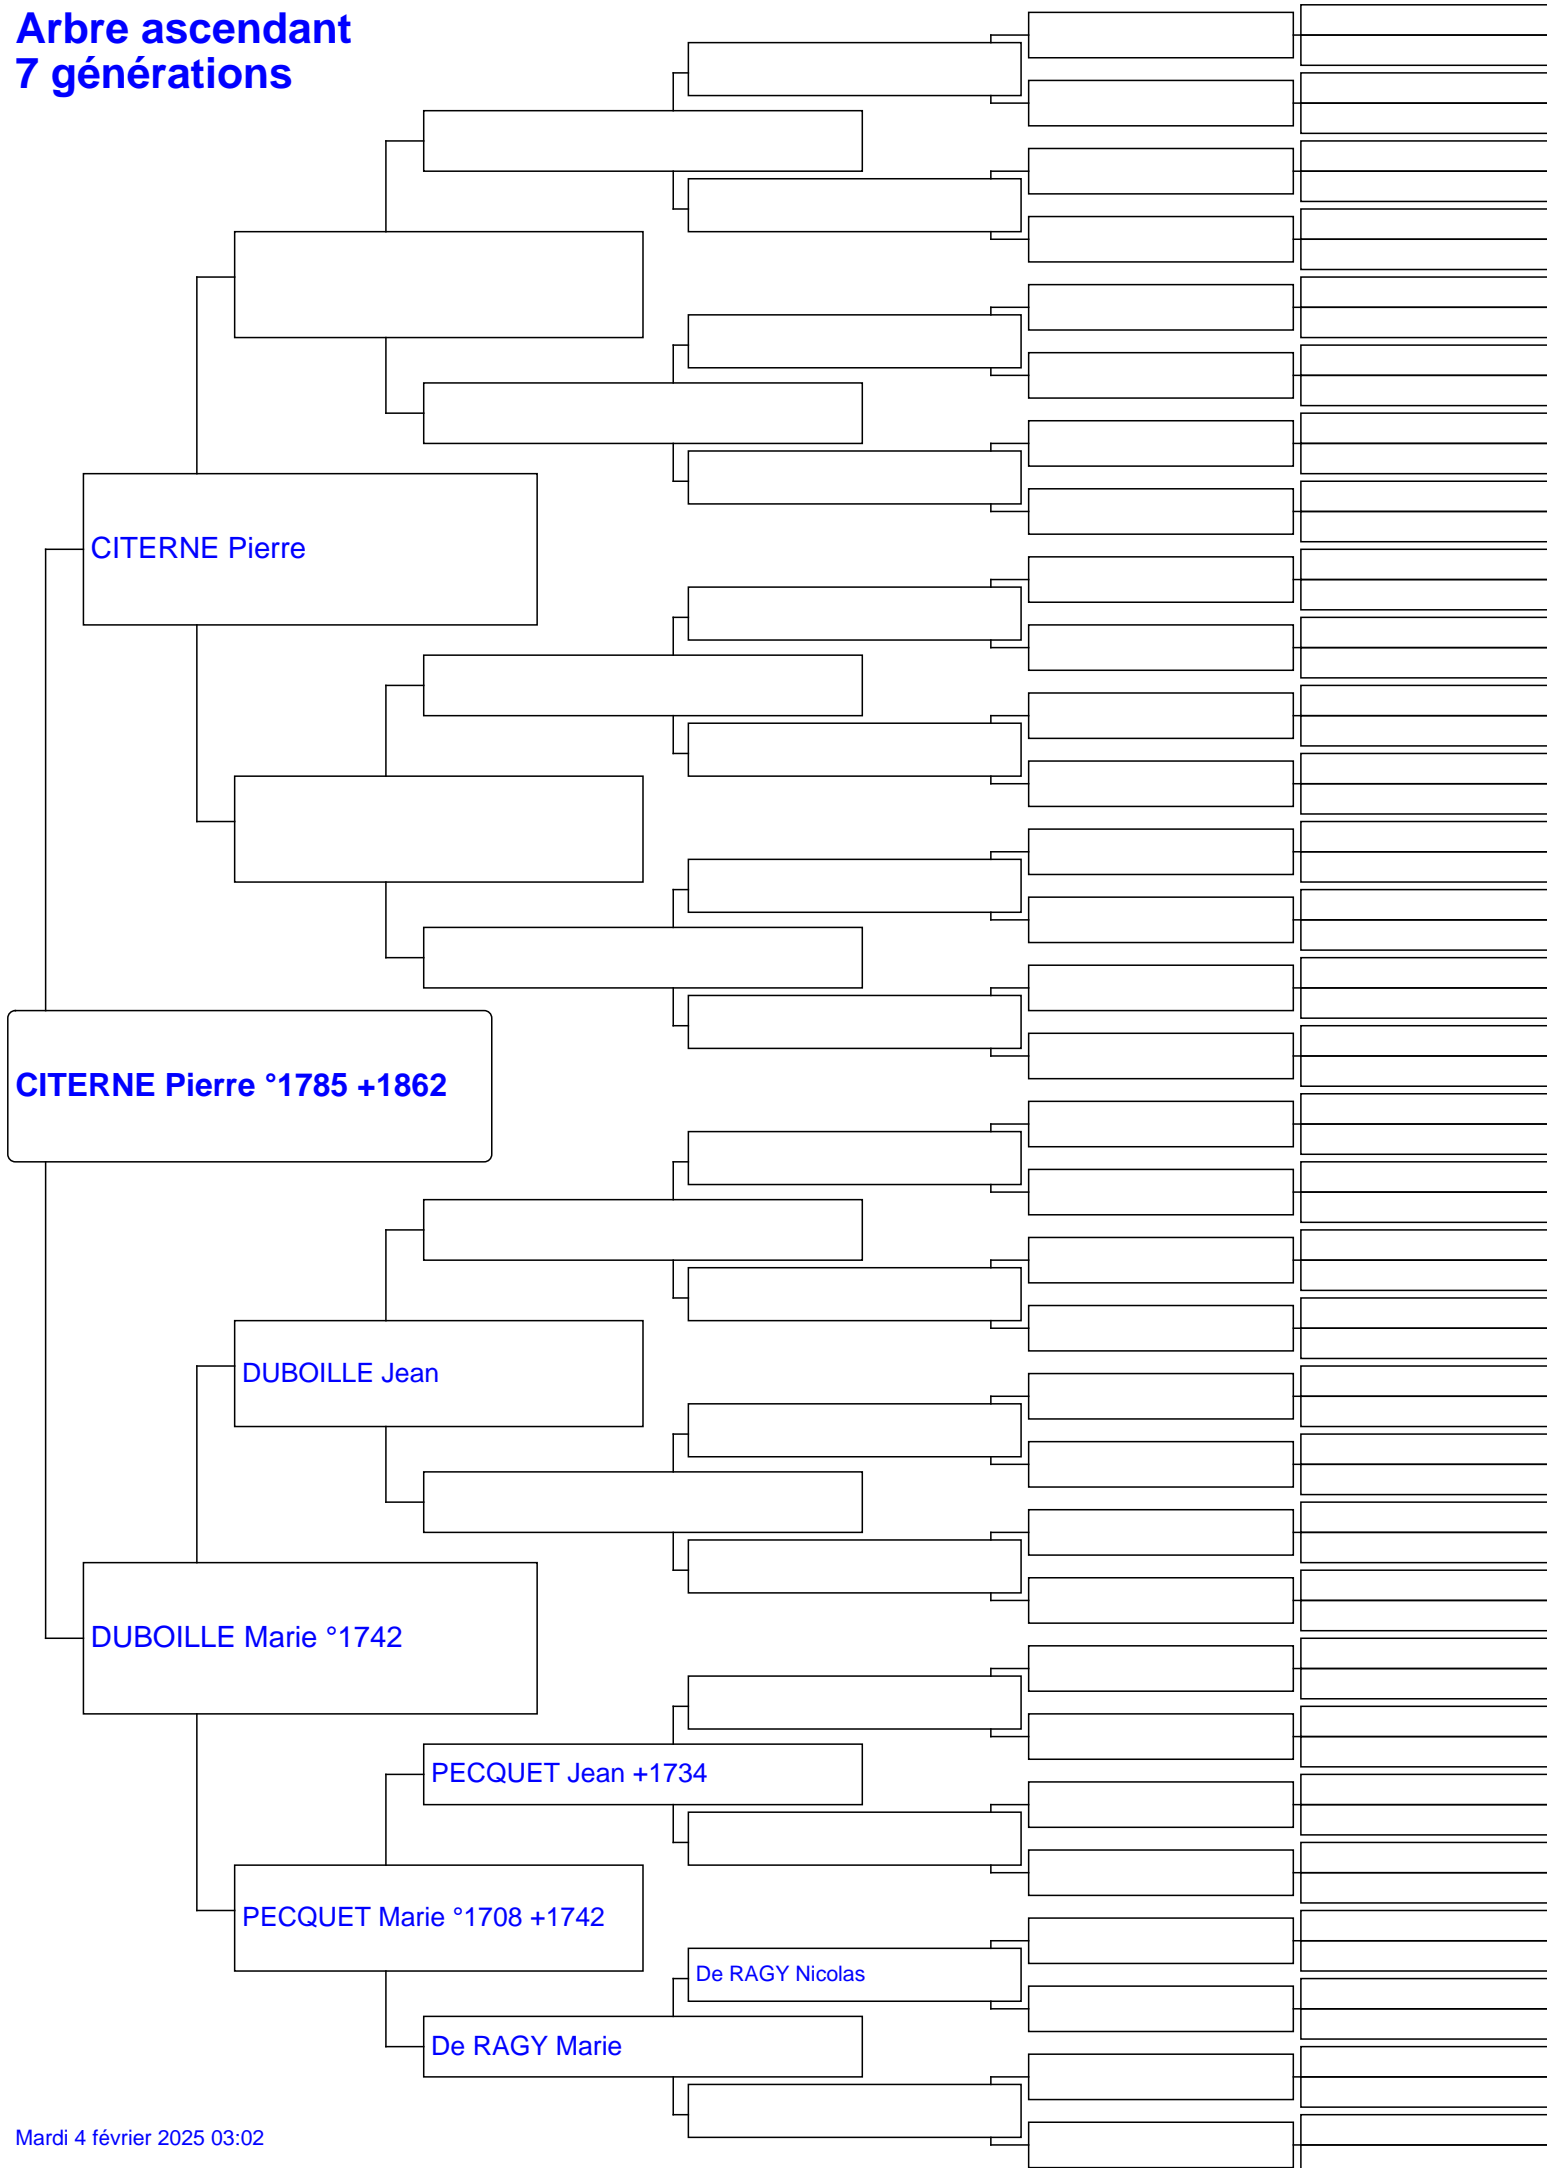 Arbre ascendant
7 générations
CITERNE Pierre
CITERNE Pierre °1785 +1862
DUBOILLE Jean
DUBOILLE Marie °1742
PECQUET Jean +1734
PECQUET Marie °1708 +1742
De RAGY Nicolas
De RAGY Marie
Mardi 4 février 2025 03:02